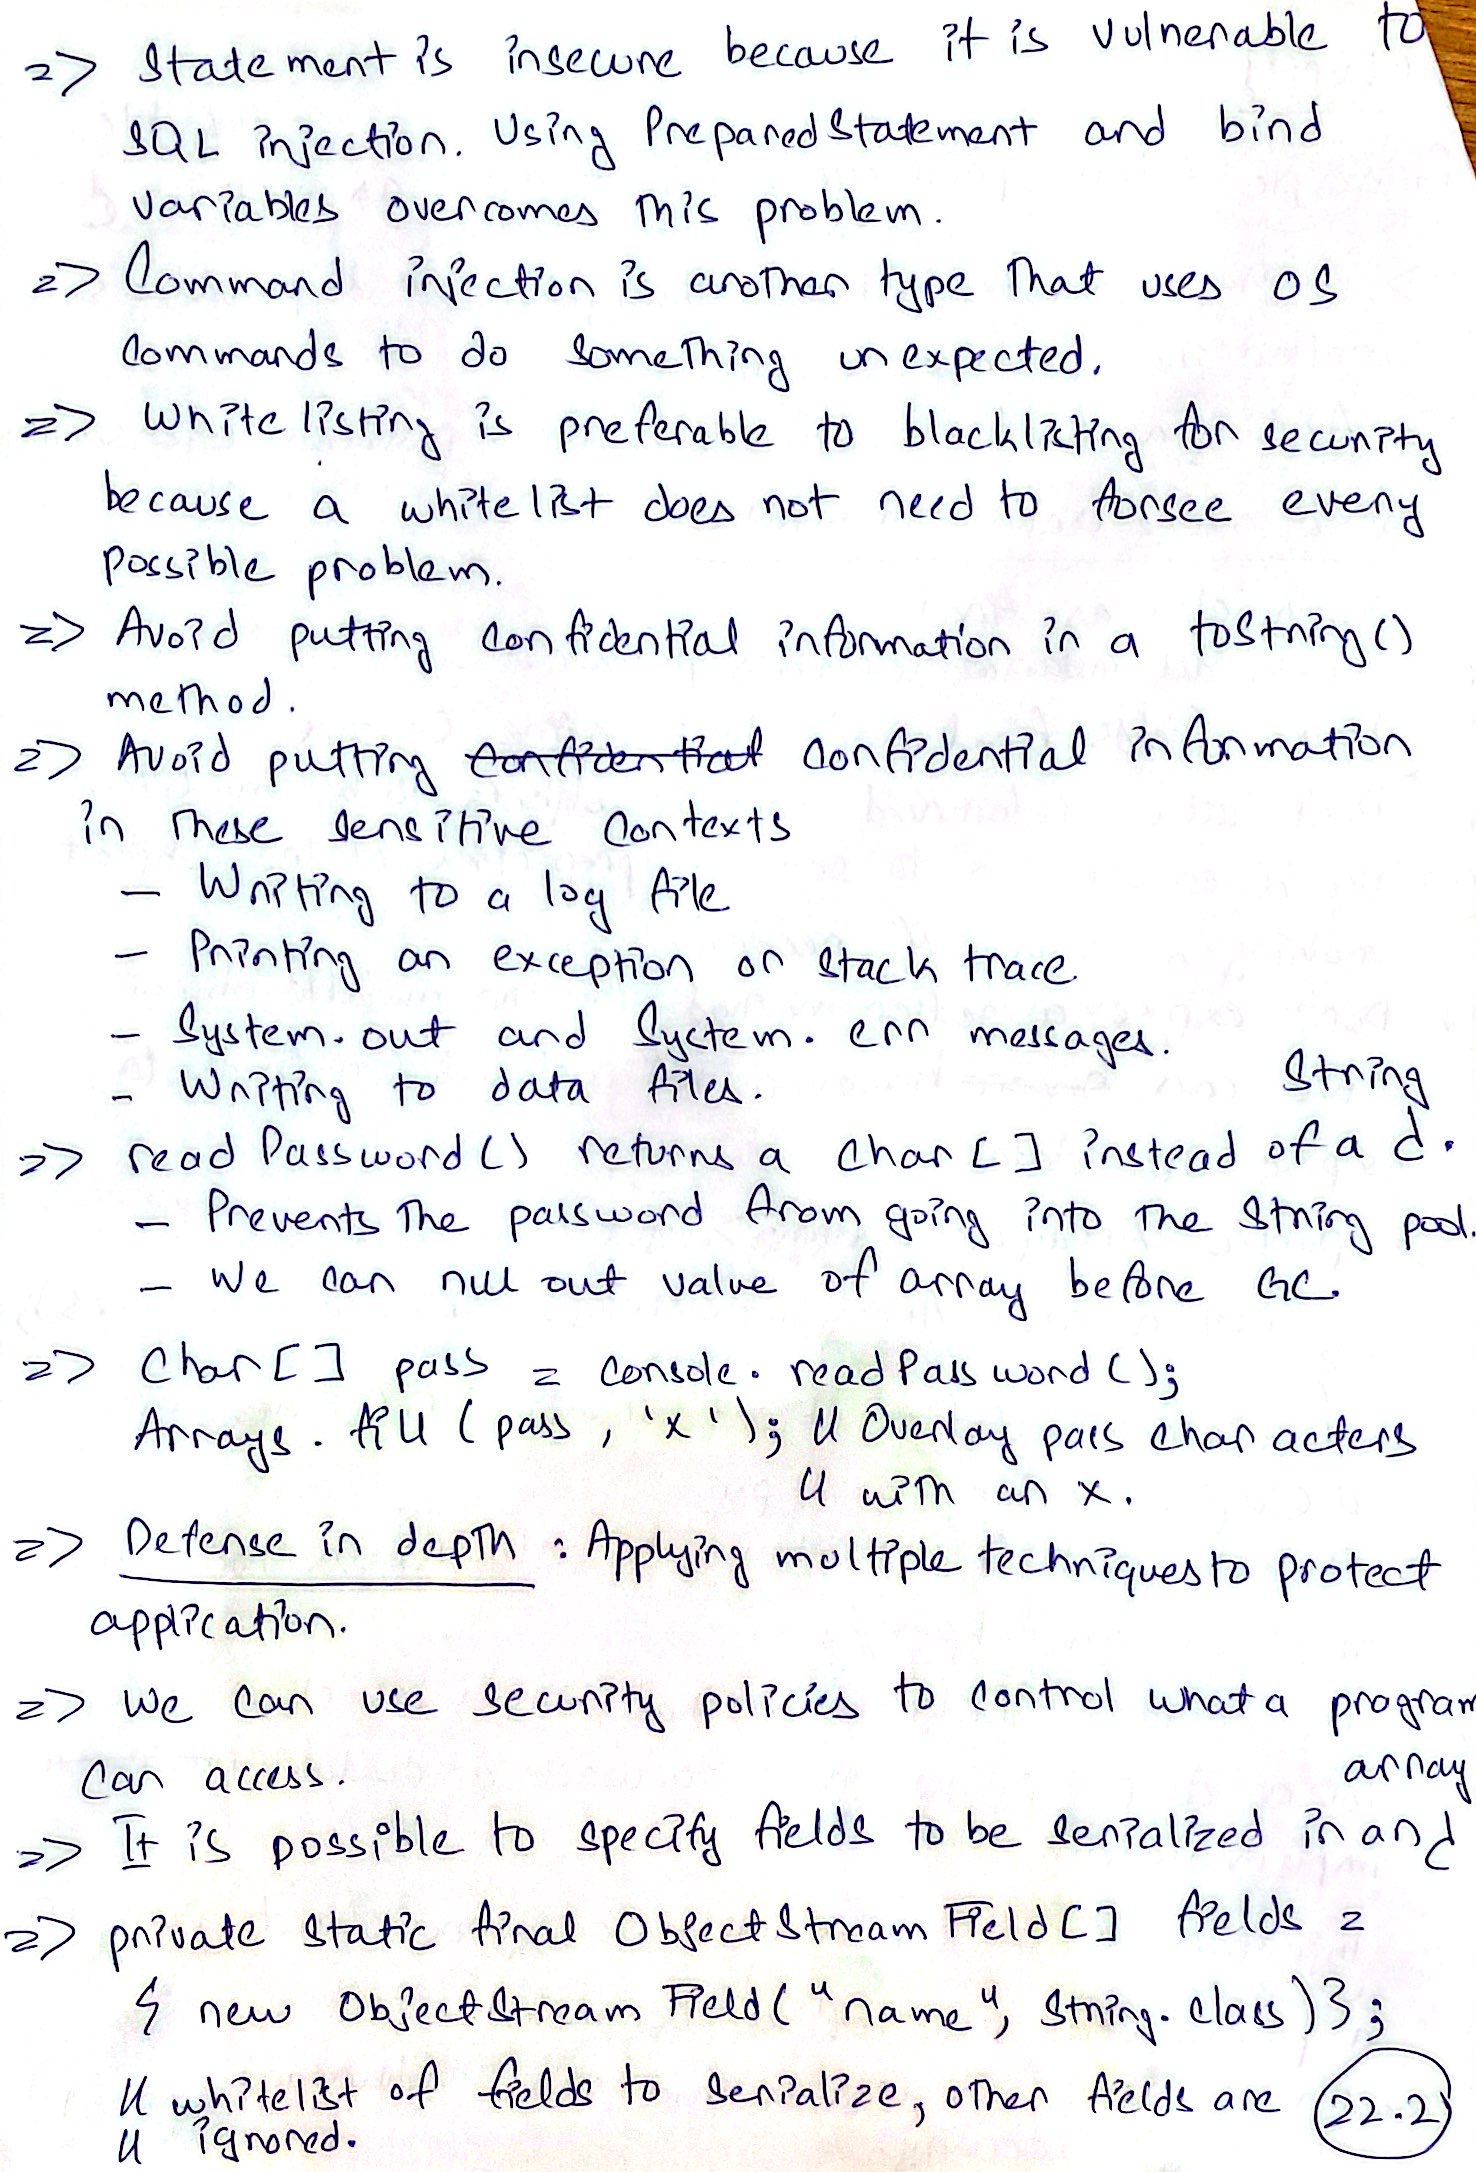 => Statement is insecure because it is vulnerable to
SQL injection. Using PreparedStatement and bind
variables overcomes this problem.
=> Command injection is another type that uses OS
commands to do something unexpected.
=> Whitelisting is preferable to blacklisting for security
because a whitelist does not need to forsee every
possible problem.
=> Avoid putting confidential information in a toString()
method.
=> Avoid putting confidential confidential information
in these sensitive contexts
- Writing to a log file
- Printing an exception or stack trace
- System.out and System.err messages.
- Writing to data files.
String
=> readPassword() returns a char[] instead of a .
- Prevents the password from going into the String pool.
- We can null out value of array before GC.
=> Char[] pass = console.readPassword();
Arrays.fill(pass, 'x'); // Overlay pass characters
// with an x.
=> Defense in depth : Applying multiple techniques to protect
application.
=> We can use security policies to control what a program
can access.
array
=> It is possible to specify fields to be serialized in an
=> private static final ObjectStreamField[] fields =
{ new ObjectStreamField("name", String.class)};
// whitelist of fields to serialize, other fields are
// ignored.
22.2